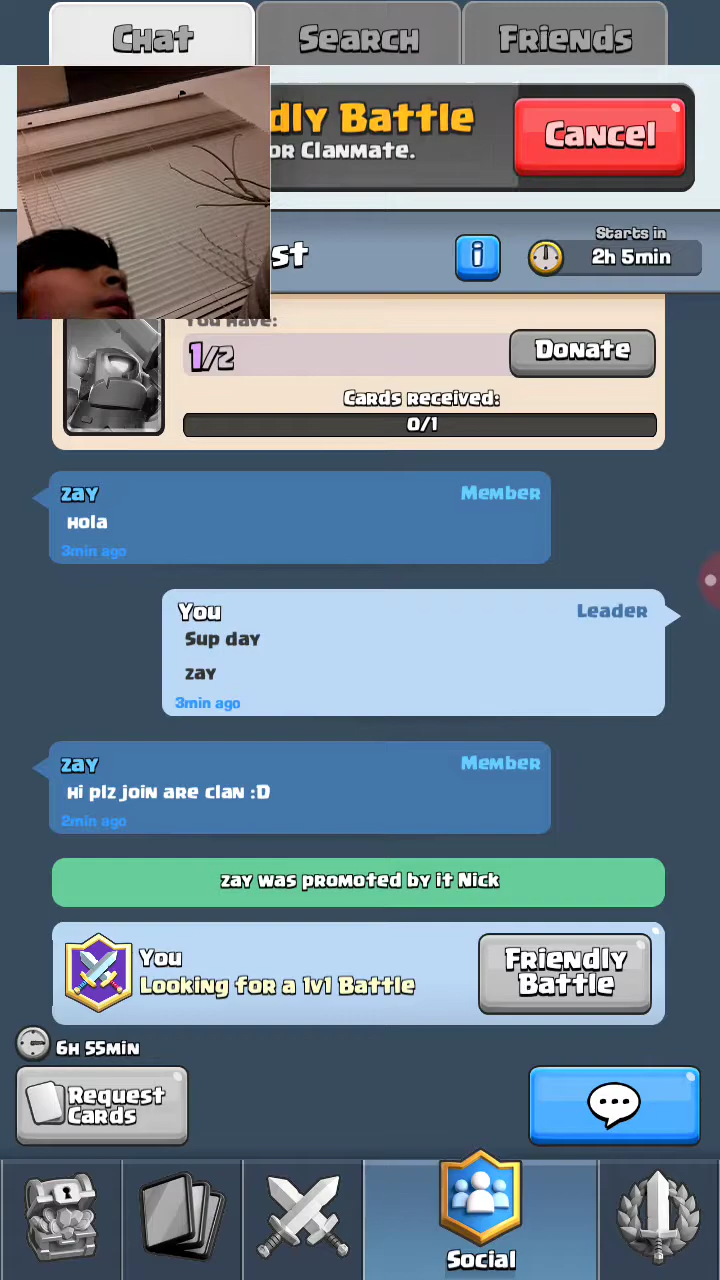 Chat
Search
Friends
dly Battle
or Clanmate.
Cancel
st
i
Starts in
2h 5min
You have:
1/2
Donate
Cards received:
0/1
zay
Member
Hola
3min ago
You
Leader
Sup day
zay
3min ago
zay
Member
Hi plz join are clan :D
2min ago
zay was promoted by it Nick
You
Looking for a 1v1 Battle
Friendly
Battle
6h 55min
Request
Cards
Social